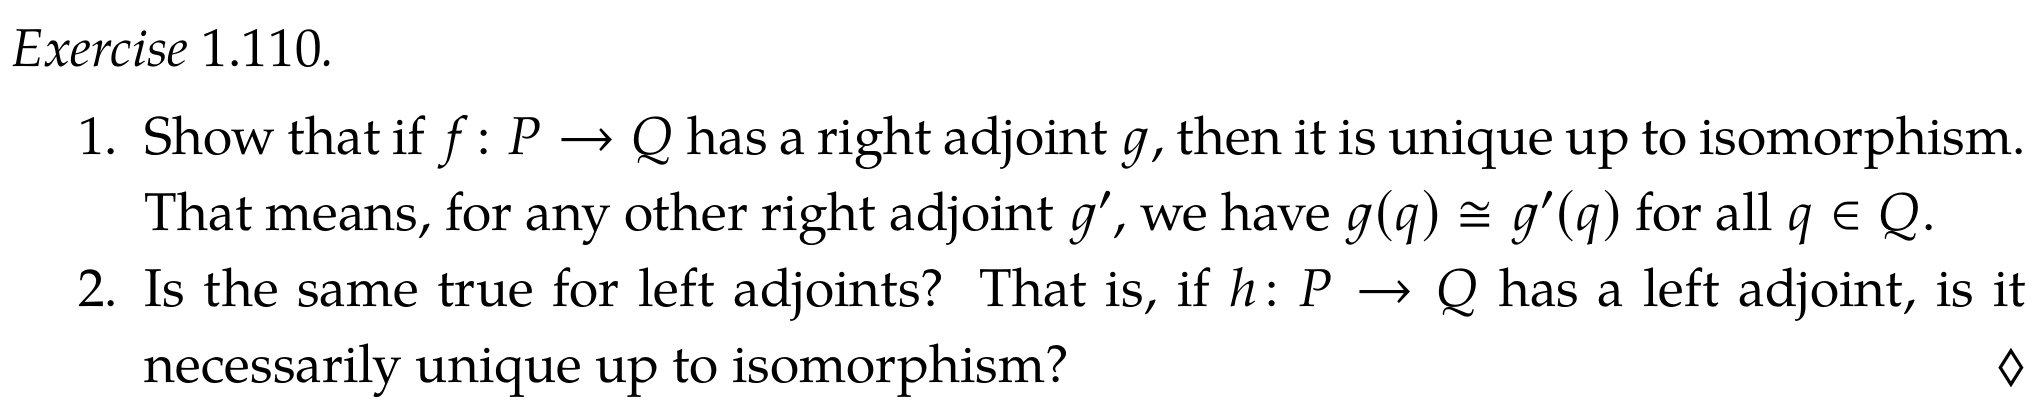 Exercise 1.110.
1. Show that if f : P → Q has a right adjoint g, then it is unique up to isomorphism.
That means, for any other right adjoint g′, we have g(q) ≅ g′(q) for all q ∈ Q.
2. Is the same true for left adjoints? That is, if h : P → Q has a left adjoint, is it
necessarily unique up to isomorphism? ◊